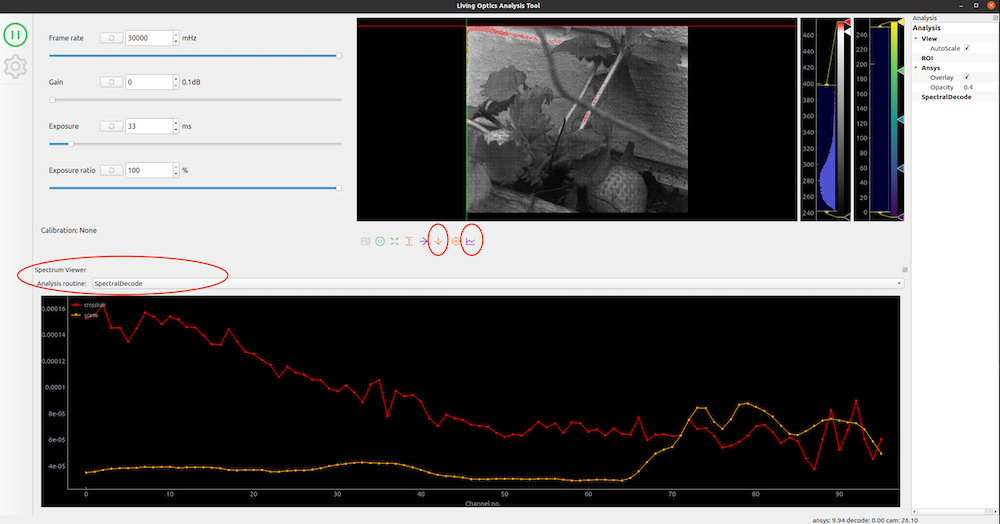 Living Optics Analysis Tool
Frame rate 30000 mHz
Gain 0 0.1dB
Exposure 33 ms
Exposure ratio 100 %
Calibration: None
460
440
420
400
380
360
340
320
300
280
260
240
240
220
200
180
160
140
120
100
80
60
40
20
0
Analysis
Analysis
View
AutoScale
ROI
Ansys
Overlay
Opacity 0.4
SpectralDecode
Spectrum Viewer
Analysis routine: SpectralDecode
crosshair
scene
0.00016
0.00014
0.00012
0.0001
8e-05
6e-05
4e-05
0 10 20 30 40 50 60 70 80 90
Channel no.
ansys: 9.94 decode: 0.00 cam: 26.10